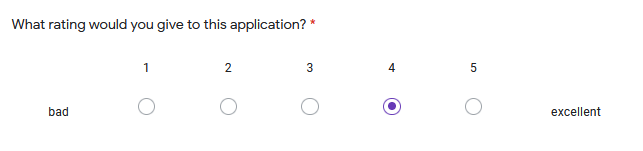 What rating would you give to this application? *
1 2 3 4 5
bad excellent